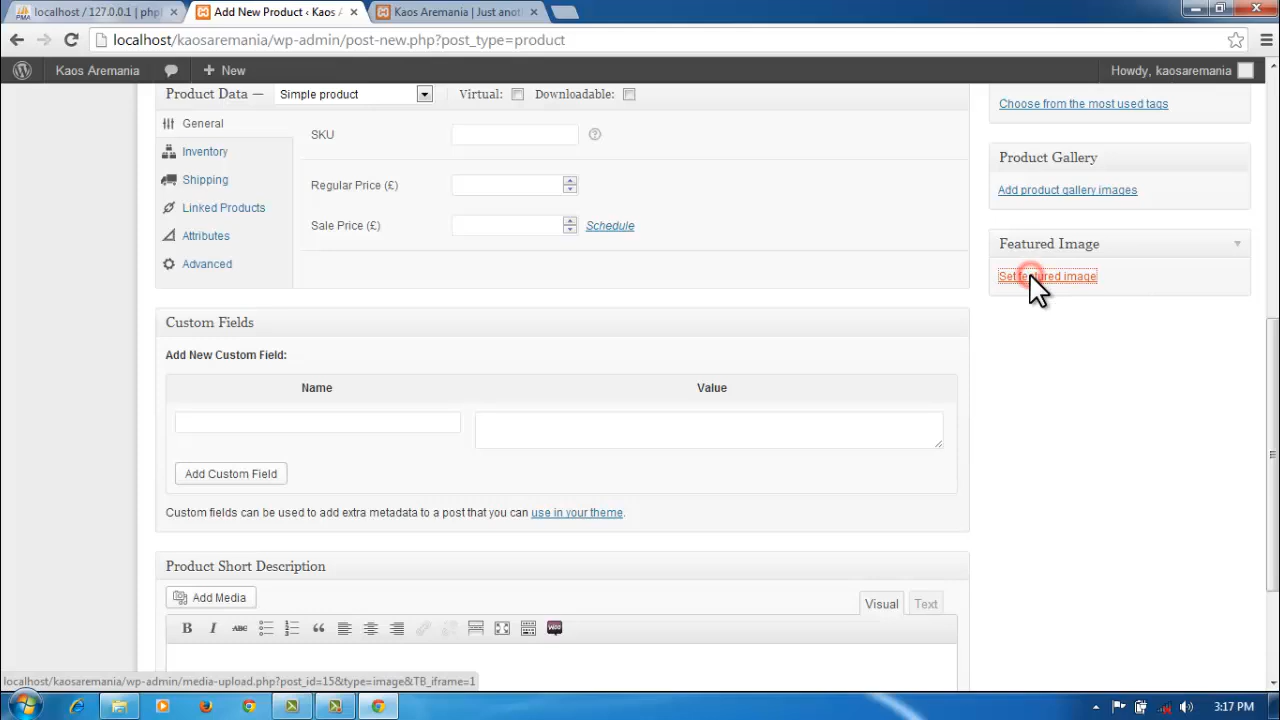 localhost / 127.0.0.1 | php
Add New Product ‹ Kaos A
Kaos Aremania | Just anot
localhost/kaosaremania/wp-admin/post-new.php?post_type=product
Kaos Aremania
New
Howdy, kaosaremania
Product Data — Simple product Virtual: Downloadable:
General
Inventory
Shipping
Linked Products
Attributes
Advanced
SKU
Regular Price (£)
Sale Price (£) Schedule
Choose from the most used tags
Product Gallery
Add product gallery images
Featured Image
Set featured image
Custom Fields
Add New Custom Field:
Name Value
Add Custom Field
Custom fields can be used to add extra metadata to a post that you can use in your theme.
Product Short Description
Add Media
Visual Text
B I ABC
localhost/kaosaremania/wp-admin/media-upload.php?post_id=15&type=image&TB_iframe=1
3:17 PM